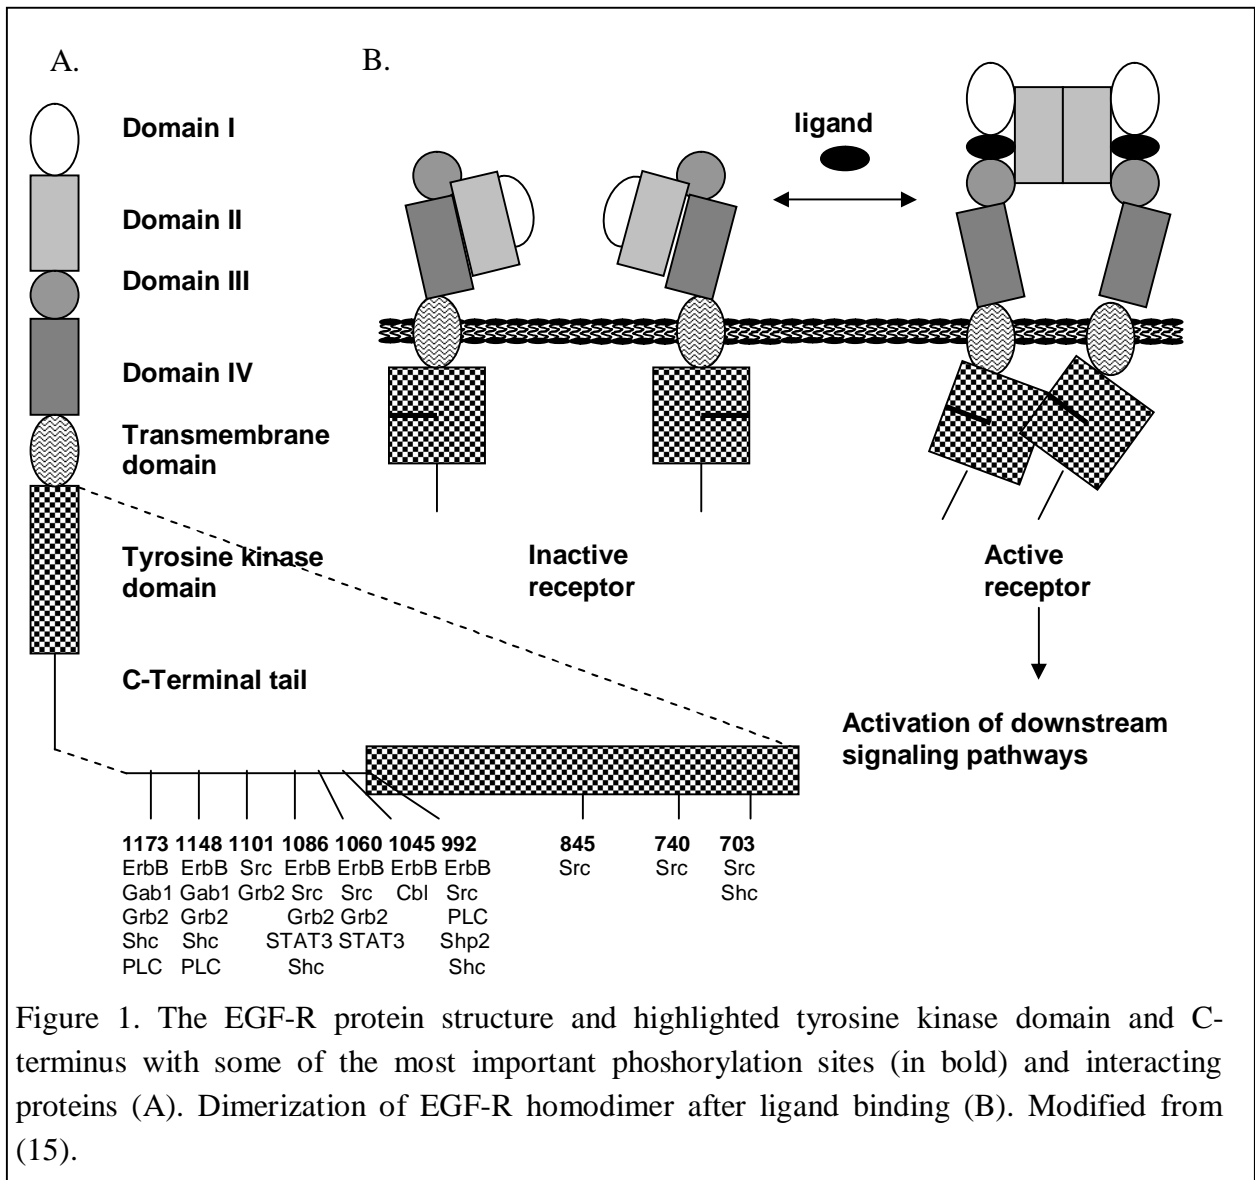 A.
B.
Domain I
Domain II
Domain III
Domain IV
Transmembrane
domain
Tyrosine kinase
domain
C-Terminal tail
ligand
Inactive
receptor
Active
receptor
Activation of downstream
signaling pathways
1173 1148 1101 1086 1060 1045 992 845 740 703
ErbB ErbB Src ErbB ErbB ErbB ErbB Src Src Src
Gab1 Gab1 Grb2 Src Src Cbl Src Shc
Grb2 Grb2 Grb2 Grb2 PLC
Shc Shc STAT3 STAT3 Shp2
PLC PLC Shc Shc
Figure 1. The EGF-R protein structure and highlighted tyrosine kinase domain and C-
terminus with some of the most important phoshorylation sites (in bold) and interacting
proteins (A). Dimerization of EGF-R homodimer after ligand binding (B). Modified from
(15).